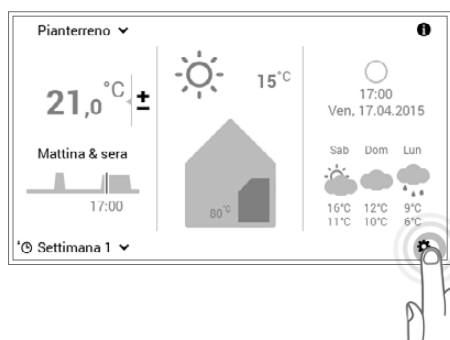 Pianterreno
21,0 °C ±
Mattina & sera
17:00
Settimana 1
15°C
80°C
17:00
Ven, 17.04.2015
Sab Dom Lun
16°C 12°C 9°C
11°C 10°C 6°C